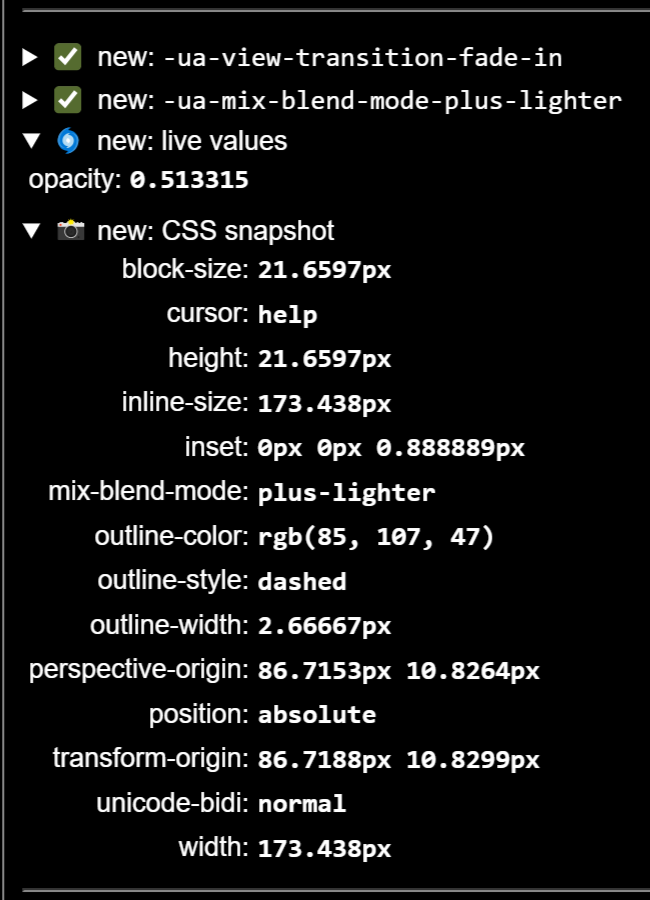 ▶ ✅ new: -ua-view-transition-fade-in
▶ ✅ new: -ua-mix-blend-mode-plus-lighter
▼ 🌀 new: live values
opacity: 0.513315
▼ 📷 new: CSS snapshot
block-size: 21.6597px
cursor: help
height: 21.6597px
inline-size: 173.438px
inset: 0px 0px 0.888889px
mix-blend-mode: plus-lighter
outline-color: rgb(85, 107, 47)
outline-style: dashed
outline-width: 2.66667px
perspective-origin: 86.7153px 10.8264px
position: absolute
transform-origin: 86.7188px 10.8299px
unicode-bidi: normal
width: 173.438px